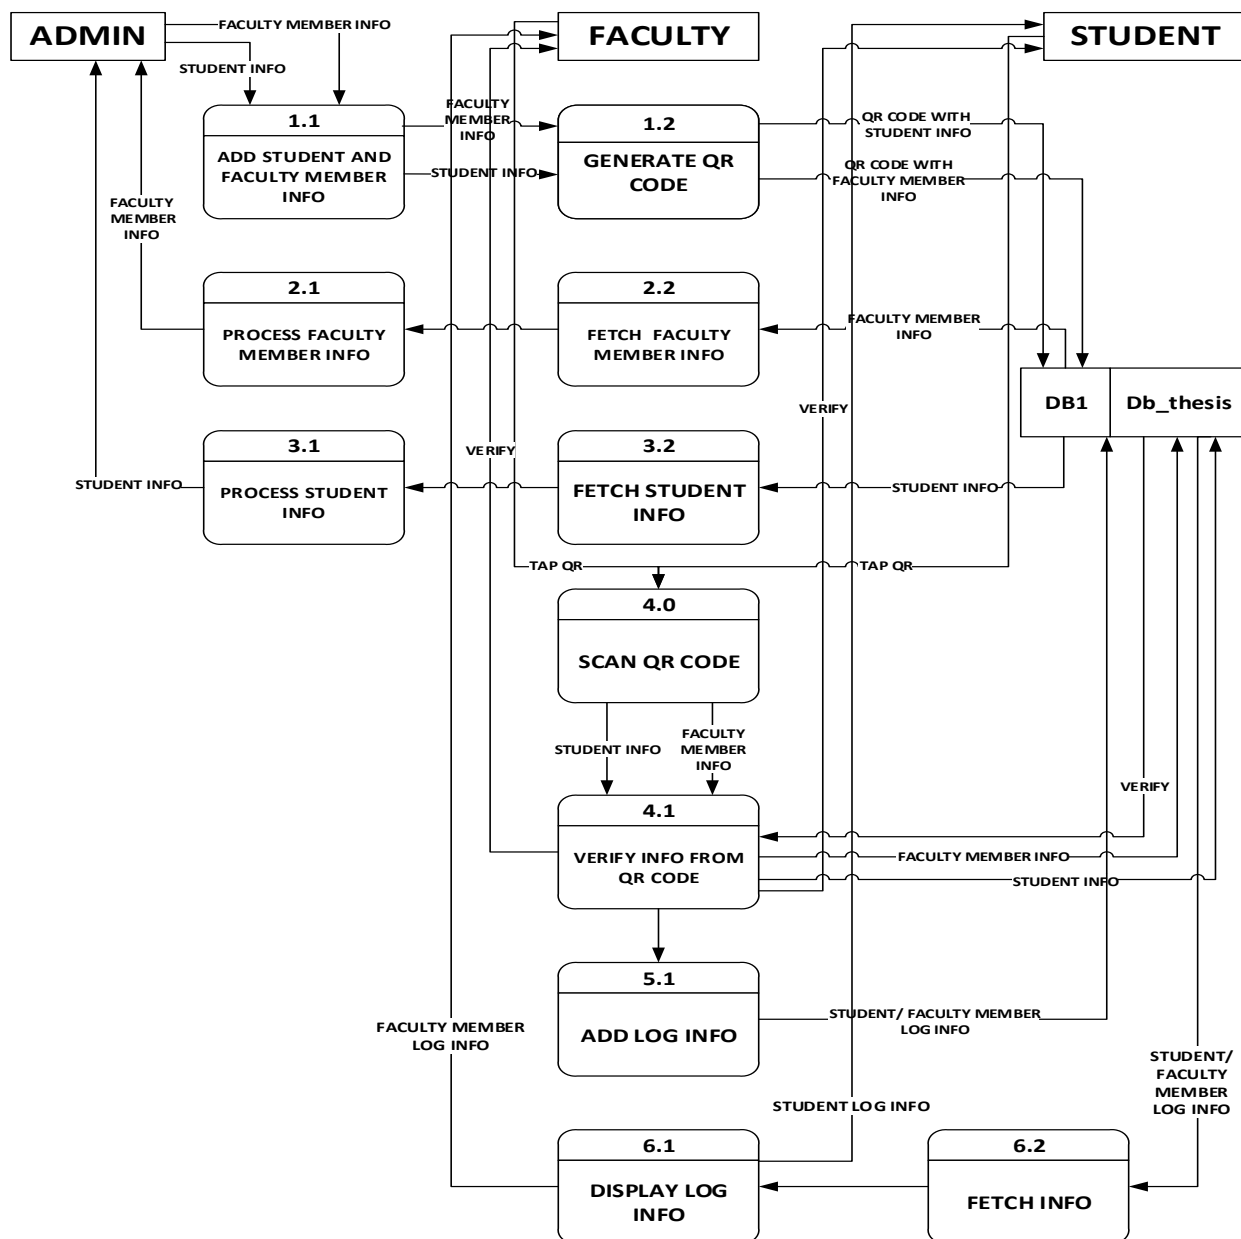 ADMIN
FACULTY MEMBER INFO
STUDENT INFO
FACULTY
STUDENT
1.1
ADD STUDENT AND
FACULTY MEMBER
INFO
FACULTY
MEMBER
INFO
STUDENT INFO
1.2
GENERATE QR
CODE
QR CODE WITH
STUDENT INFO
QR CODE WITH
FACULTY MEMBER
INFO
FACULTY
MEMBER
INFO
2.1
PROCESS FACULTY
MEMBER INFO
2.2
FETCH FACULTY
MEMBER INFO
FACULTY MEMBER
INFO
DB1
Db_thesis
VERIFY
VERIFY
STUDENT INFO
3.1
PROCESS STUDENT
INFO
3.2
FETCH STUDENT
INFO
STUDENT INFO
TAP QR
TAP QR
4.0
SCAN QR CODE
STUDENT INFO
FACULTY
MEMBER
INFO
VERIFY
4.1
VERIFY INFO FROM
QR CODE
FACULTY MEMBER INFO
STUDENT INFO
5.1
ADD LOG INFO
STUDENT/ FACULTY MEMBER
LOG INFO
FACULTY MEMBER
LOG INFO
STUDENT/
FACULTY
MEMBER
LOG INFO
STUDENT LOG INFO
6.1
DISPLAY LOG
INFO
6.2
FETCH INFO